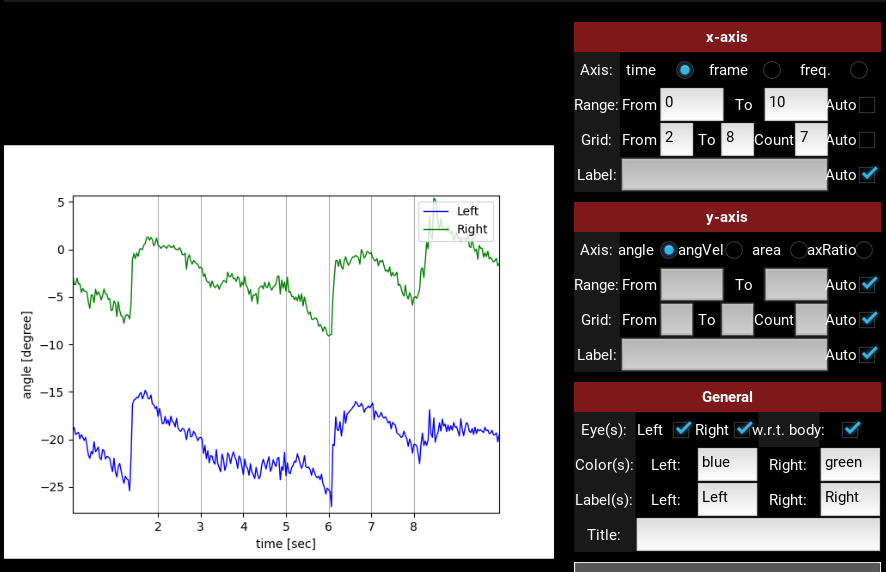 5
0
−5
−10
−15
−20
−25
angle [degree]
Left
Right
2 3 4 5 6 7 8
time [sec]
x-axis
Axis: time frame freq.
Range: From 0 To 10 Auto
Grid: From 2 To 8 Count 7 Auto
Label: Auto
y-axis
Axis: angle angVel area axRatio
Range: From To Auto
Grid: From To Count Auto
Label: Auto
General
Eye(s): Left Right w.r.t. body:
Color(s): Left: blue Right: green
Label(s): Left: Left Right: Right
Title: